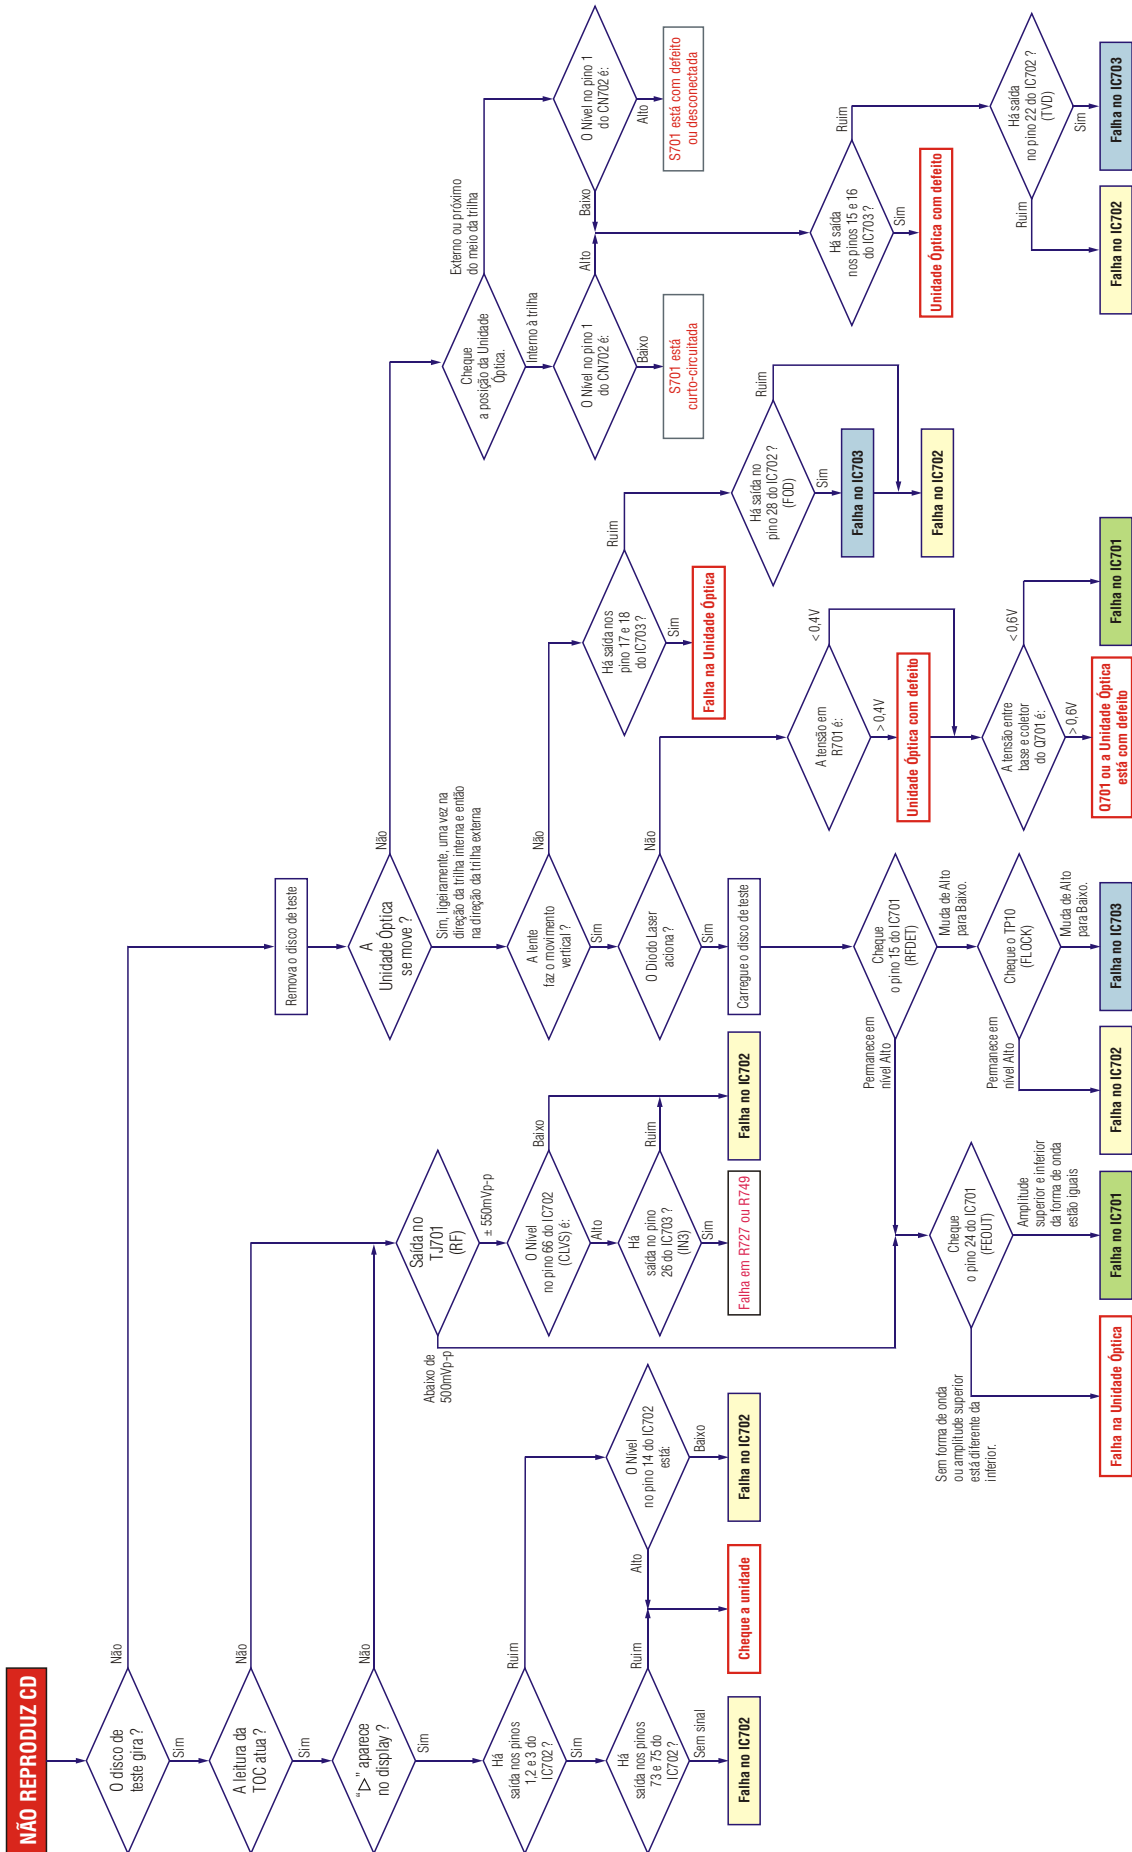 NÃO REPRODUZ CD
O disco de
teste gira ?
Não
Sim
A leitura da
TOC atua ?
Não
Sim
“▷” aparece
no display ?
Não
Sim
Há
saída nos pinos
1,2 e 3 do
IC702 ?
Ruim
Sim
Há
saída nos pinos
73 e 75 do
IC702 ?
Ruim
Sem sinal
Falha no IC702
O Nível
no pino 14 do IC702
está:
Alto
Baixo
Cheque a unidade
Falha no IC702
Saída no
TJ701
(RF)
Abaixo de
500mVp-p
± 550mVp-p
O Nível
no pino 66 do IC702
(CLVS) é:
Baixo
Alto
Há
saída no pino
26 do IC703 ?
(IN3)
Ruim
Sim
Falha em R727 ou R749
Falha no IC702
Remova o disco de teste
A
Unidade Óptica
se move ?
Não
Sim, ligeiramente, uma vez na
direção da trilha interna e então
na direção da trilha externa
A lente
faz o movimento
vertical ?
Não
Sim
O Diodo Laser
aciona ?
Não
Sim
Carregue o disco de teste
Cheque
o pino 15 do IC701
(RFDET)
Permanece em
nível Alto
Muda de Alto
para Baixo.
Cheque o TP10
(FLOCK)
Permanece em
nível Alto
Muda de Alto
para Baixo.
Falha no IC702
Falha no IC703
Cheque
o pino 24 do IC701
(FEOUT)
Sem forma de onda
ou amplitude superior
está diferente da
inferior.
Amplitude
superior e inferior
da forma de onda
estão iguais
Falha na Unidade Óptica
Falha no IC701
A tensão em
R701 é:
< 0,4V
> 0,4V
Unidade Óptica com defeito
A tensão entre
base e coletor
do Q701 é:
< 0,6V
> 0,6V
Q701 ou a Unidade Óptica
está com defeito
Falha no IC701
Há saída nos
pino 17 e 18
do IC703 ?
Ruim
Sim
Falha na Unidade Óptica
Há saída no
pino 28 do IC702 ?
(FOD)
Ruim
Sim
Falha no IC703
Falha no IC702
Cheque
a posição da Unidade
Óptica.
Externo ou próximo
do meio da trilha
Interno à trilha
O Nível no pino 1
do CN702 é:
Alto
Baixo
S701 está
curto-circuitada
O Nível no pino 1
do CN702 é:
Baixo
Alto
S701 está com defeito
ou desconectada
Há saída
nos pinos 15 e 16
do IC703 ?
Ruim
Sim
Unidade Óptica com defeito
Há saída
no pino 22 do IC702 ?
(TVD)
Ruim
Sim
Falha no IC702
Falha no IC703